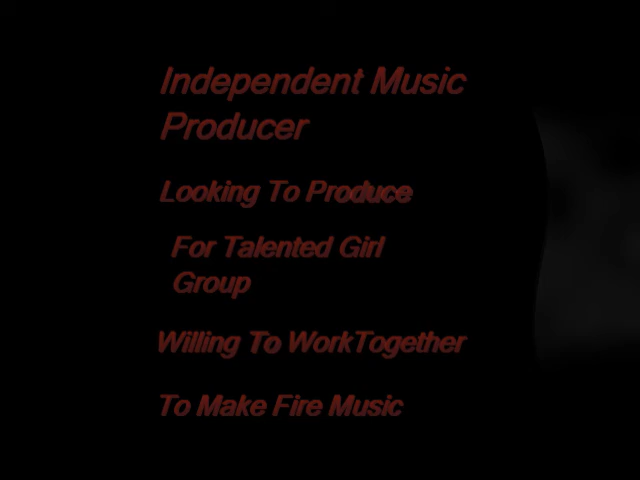 Independent Music
Producer
Looking To Produce
For Talented Girl
Group
Willing To WorkTogether
To Make Fire Music